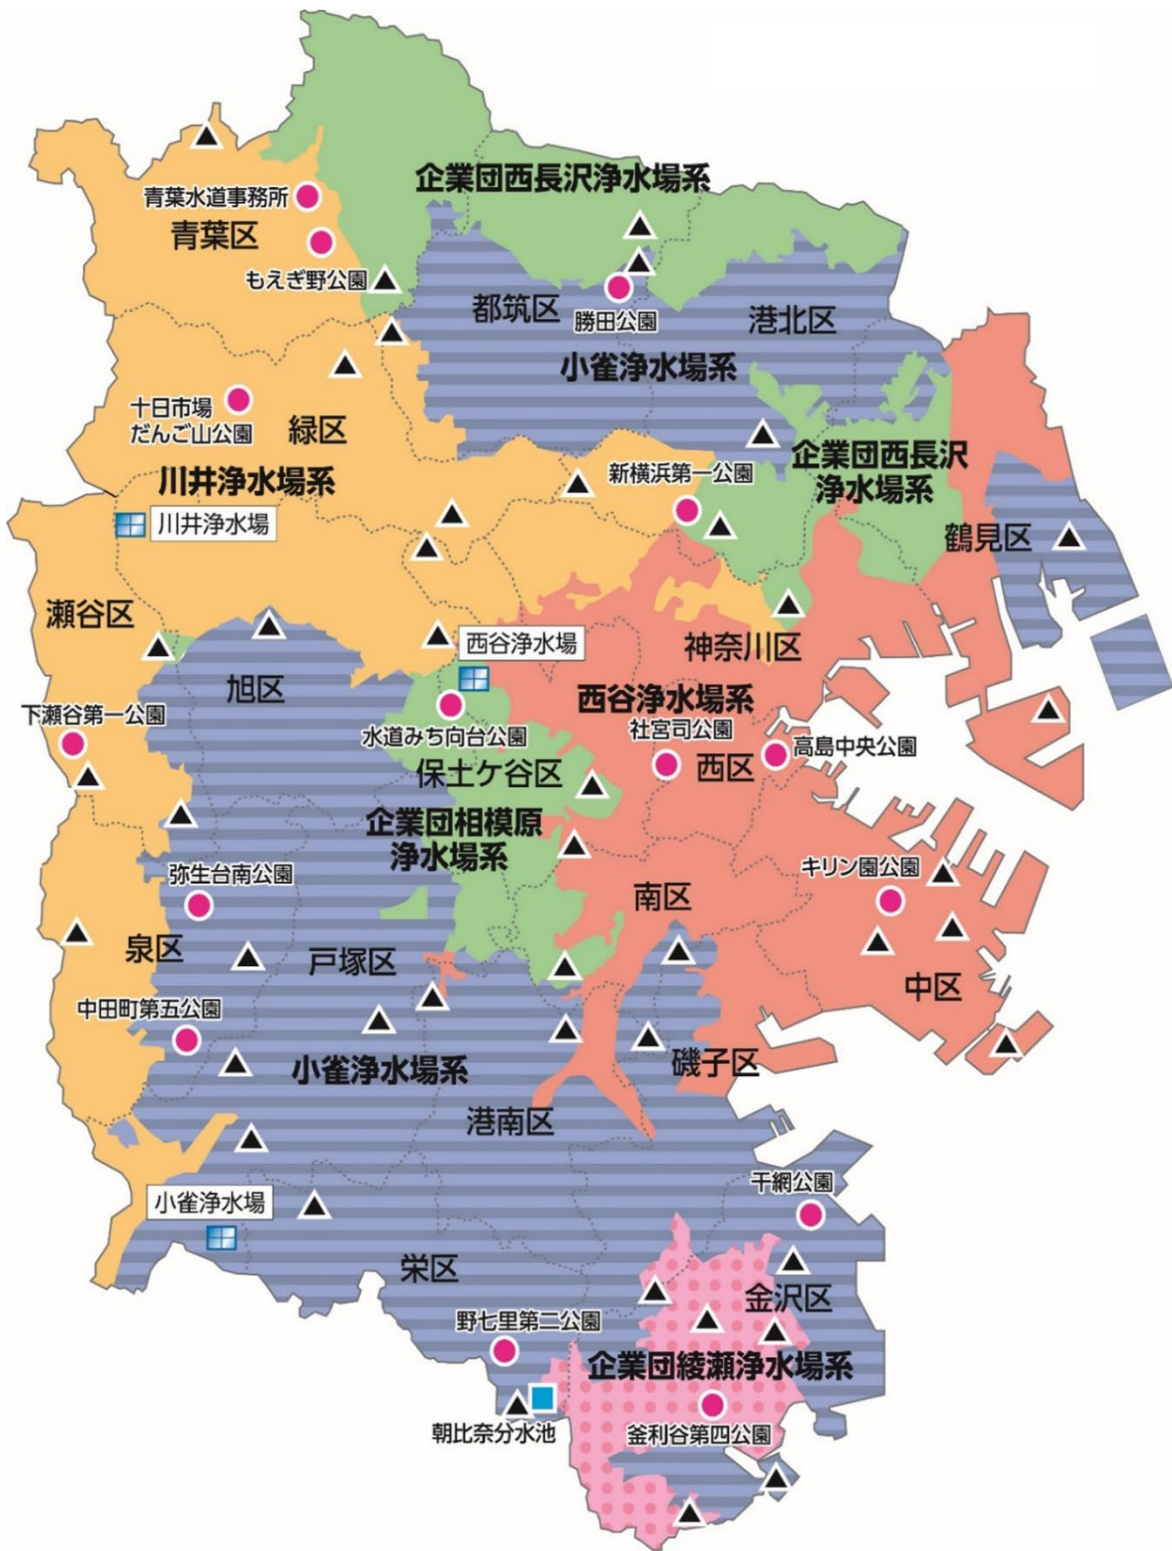 企業団西長沢浄水場系
青葉水道事務所
青葉区
もえぎ野公園
都筑区
勝田公園
港北区
小雀浄水場系
十日市場
だんご山公園
緑区
川井浄水場系
新横浜第一公園
企業団西長沢
浄水場系
川井浄水場
鶴見区
瀬谷区
西谷浄水場
神奈川区
旭区
西谷浄水場系
下瀬谷第一公園
水道みち向台公園
社宮司公園
高島中央公園
西区
保土ケ谷区
企業団相模原
浄水場系
弥生台南公園
キリン園公園
南区
泉区
戸塚区
中区
中田町第五公園
小雀浄水場系
磯子区
港南区
干網公園
小雀浄水場
栄区
金沢区
野七里第二公園
企業団綾瀬浄水場系
朝比奈分水池
釜利谷第四公園